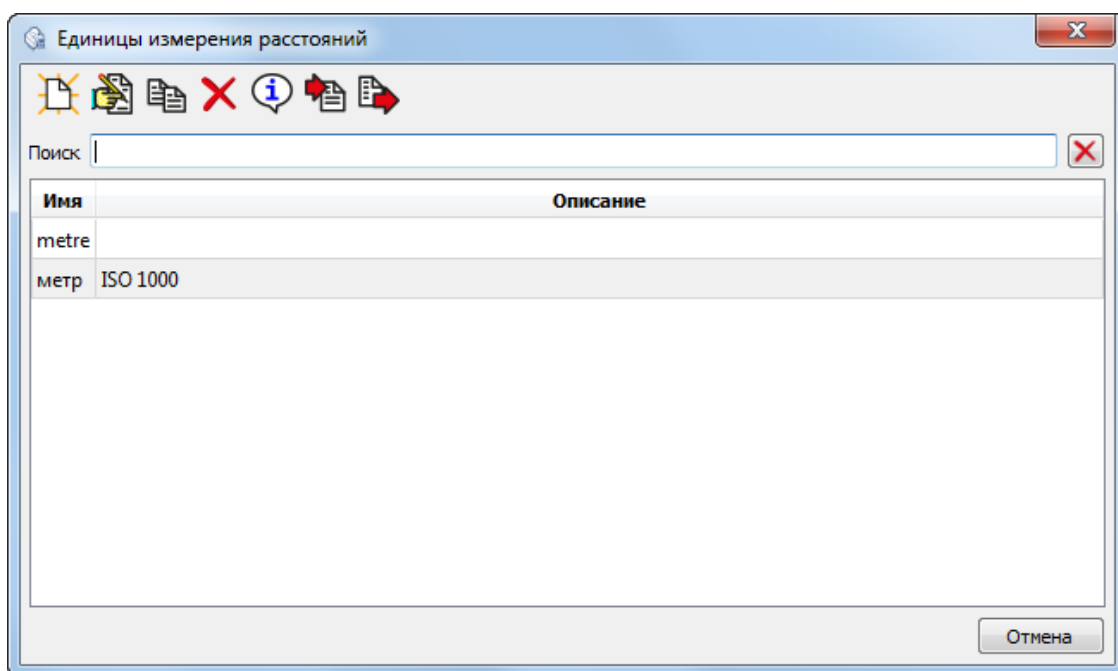 Единицы измерения расстояний
Поиск
Имя Описание
metre
метр ISO 1000
Отмена